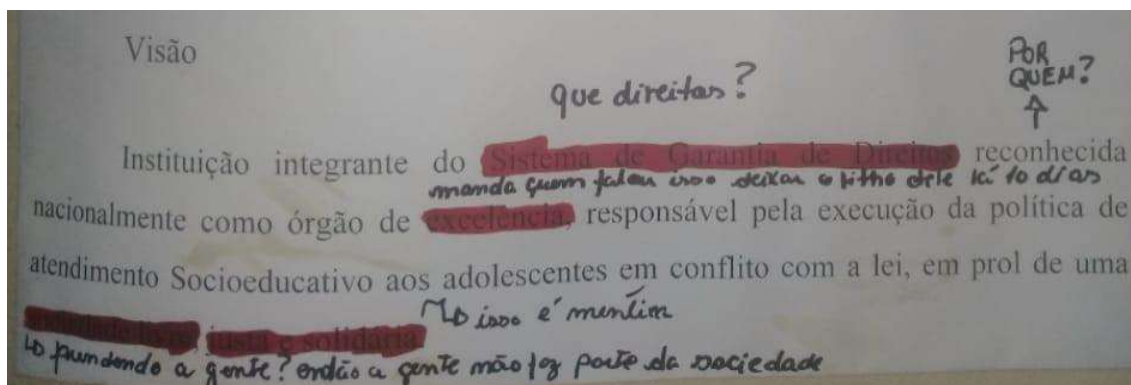 Visão
que direitos?
POR
QUEM?
Instituição integrante do Sistema de Garantia de Direitos reconhecida
manda quem falou isso deixar o filho dele lá 10 dias
nacionalmente como órgão de excelência, responsável pela execução da política de
atendimento Socioeducativo aos adolescentes em conflito com a lei, em prol de uma
justa e solidária
isso é mentira
a gente? então a gente não faz parte da sociedade